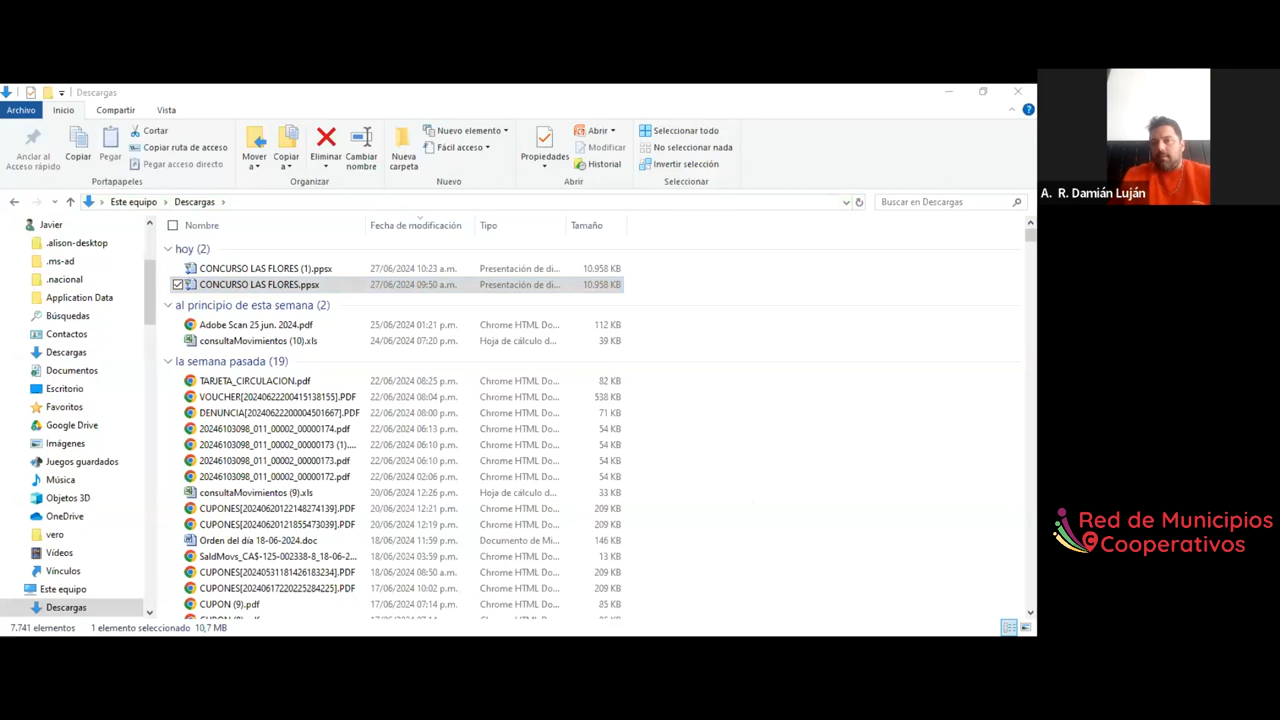 Descargas
Archivo Inicio Compartir Vista
Anclar al Acceso rápido
Copiar
Pegar
Cortar
Copiar ruta de acceso
Pegar acceso directo
Portapapeles
Mover a
Copiar a
Eliminar
Cambiar nombre
Organizar
Nueva carpeta
Nuevo elemento
Fácil acceso
Nuevo
Propiedades
Abrir
Modificar
Historial
Abrir
Seleccionar todo
No seleccionar nada
Invertir selección
Seleccionar
Este equipo > Descargas >
Buscar en Descargas
Javier
.alison-desktop
.ms-ad
.nacional
Application Data
Búsquedas
Contactos
Descargas
Documentos
Escritorio
Favoritos
Google Drive
Imágenes
Juegos guardados
Música
Objetos 3D
OneDrive
vero
Vídeos
Vínculos
Este equipo
Descargas
Nombre Fecha de modificación Tipo Tamaño
hoy (2)
CONCURSO LAS FLORES (1).ppsx 27/06/2024 10:23 a.m. Presentación de di... 10.958 KB
CONCURSO LAS FLORES.ppsx 27/06/2024 09:50 a.m. Presentación de di... 10.958 KB
al principio de esta semana (2)
Adobe Scan 25 jun. 2024.pdf 25/06/2024 01:21 p.m. Chrome HTML Do... 112 KB
consultaMovimientos (10).xls 24/06/2024 07:20 p.m. Hoja de cálculo d... 39 KB
la semana pasada (19)
TARJETA_CIRCULACION.pdf 22/06/2024 08:25 p.m. Chrome HTML Do... 82 KB
VOUCHER[20240622200415138155].PDF 22/06/2024 08:04 p.m. Chrome HTML Do... 538 KB
DENUNCIA[20240622200004501667].PDF 22/06/2024 08:00 p.m. Chrome HTML Do... 71 KB
20246103098_011_00002_00000174.pdf 22/06/2024 06:13 p.m. Chrome HTML Do... 54 KB
20246103098_011_00002_00000173 (1).... 22/06/2024 06:10 p.m. Chrome HTML Do... 54 KB
20246103098_011_00002_00000173.pdf 22/06/2024 06:10 p.m. Chrome HTML Do... 54 KB
20246103098_011_00002_00000172.pdf 22/06/2024 02:06 p.m. Chrome HTML Do... 54 KB
consultaMovimientos (9).xls 20/06/2024 12:26 p.m. Hoja de cálculo d... 33 KB
CUPONES[20240620122148274139].PDF 20/06/2024 12:21 p.m. Chrome HTML Do... 209 KB
CUPONES[20240620121855473039].PDF 20/06/2024 12:19 p.m. Chrome HTML Do... 209 KB
Orden del día 18-06-2024.doc 18/06/2024 11:59 p.m. Documento de Mi... 146 KB
SaldMovs_CA$-125-002338-8_18-06-2... 18/06/2024 03:59 p.m. Chrome HTML Do... 13 KB
CUPONES[20240531181426183234].PDF 18/06/2024 08:50 a.m. Chrome HTML Do... 209 KB
CUPONES[20240617220225284225].PDF 17/06/2024 10:02 p.m. Chrome HTML Do... 209 KB
CUPON (9).pdf 17/06/2024 07:14 p.m. Chrome HTML Do... 85 KB
7.741 elementos 1 elemento seleccionado 10,7 MB
A. R. Damián Luján
Red de Municipios
Cooperativos